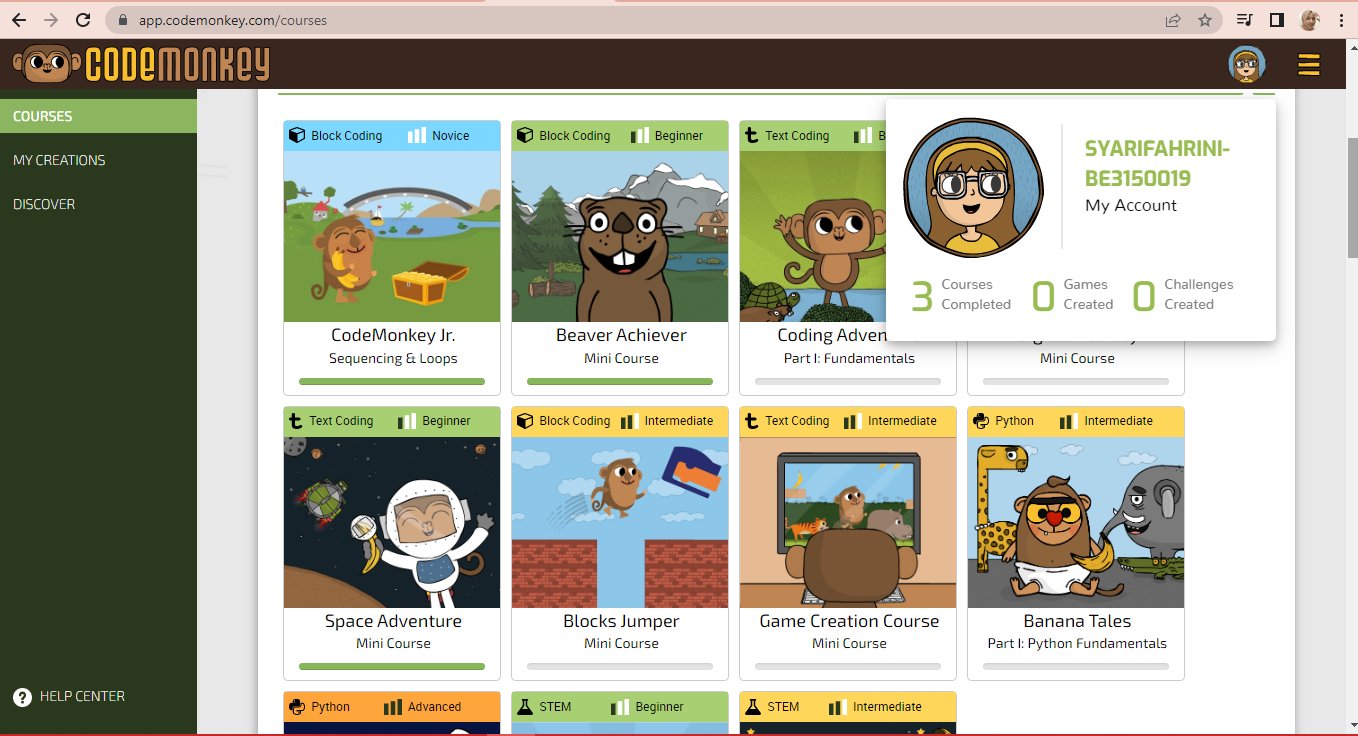 app.codemonkey.com/courses
CODEMONKEY
COURSES
MY CREATIONS
DISCOVER
HELP CENTER
SYARIFAHRINI-
BE3150019
My Account
3 Courses Completed
0 Games Created
0 Challenges Created
Block Coding Novice
CodeMonkey Jr.
Sequencing & Loops
Block Coding Beginner
Beaver Achiever
Mini Course
Text Coding B
Coding Adven
Part I: Fundamentals
Mini Course
Text Coding Beginner
Space Adventure
Mini Course
Block Coding Intermediate
Blocks Jumper
Mini Course
Text Coding Intermediate
Game Creation Course
Mini Course
Python Intermediate
Banana Tales
Part I: Python Fundamentals
Python Advanced
STEM Beginner
STEM Intermediate